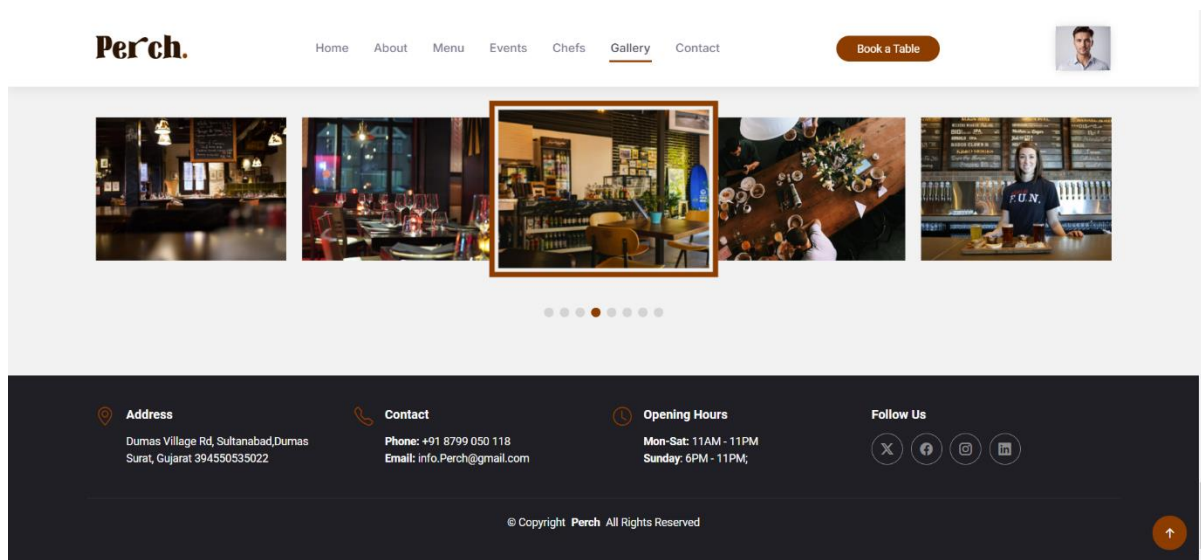 Perch.
Home About Menu Events Chefs Gallery Contact
Book a Table
F.U.N.
Address
Dumas Village Rd, Sultanabad,Dumas
Surat, Gujarat 394550535022
Contact
Phone: +91 8799 050 118
Email: info.Perch@gmail.com
Opening Hours
Mon-Sat: 11AM - 11PM
Sunday: 6PM - 11PM;
Follow Us
© Copyright Perch All Rights Reserved